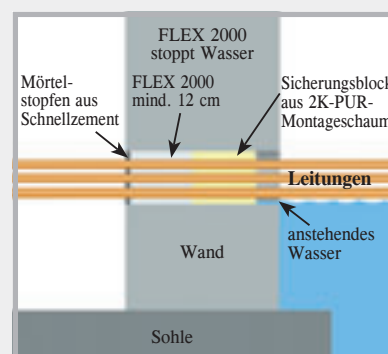 FLEX 2000
stoppt Wasser
Mörtel-
stopfen aus
Schnellzement
FLEX 2000
mind. 12 cm
Sicherungsblock
aus 2K-PUR-
Montageschaum
Leitungen
anstehendes
Wasser
Wand
Sohle